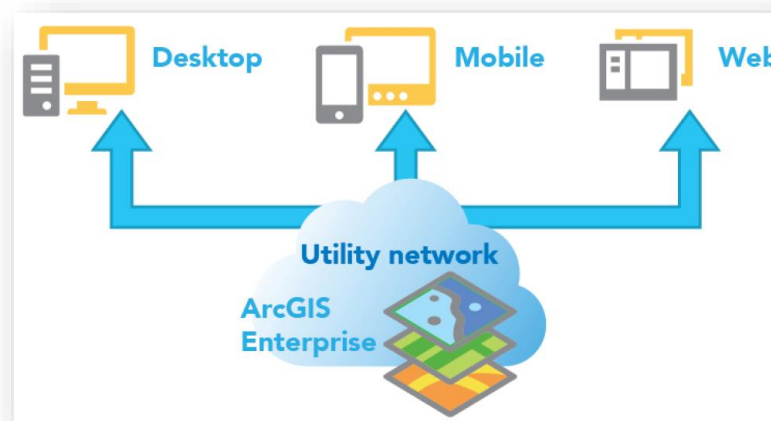 Desktop
Mobile
Web
Utility network
ArcGIS
Enterprise